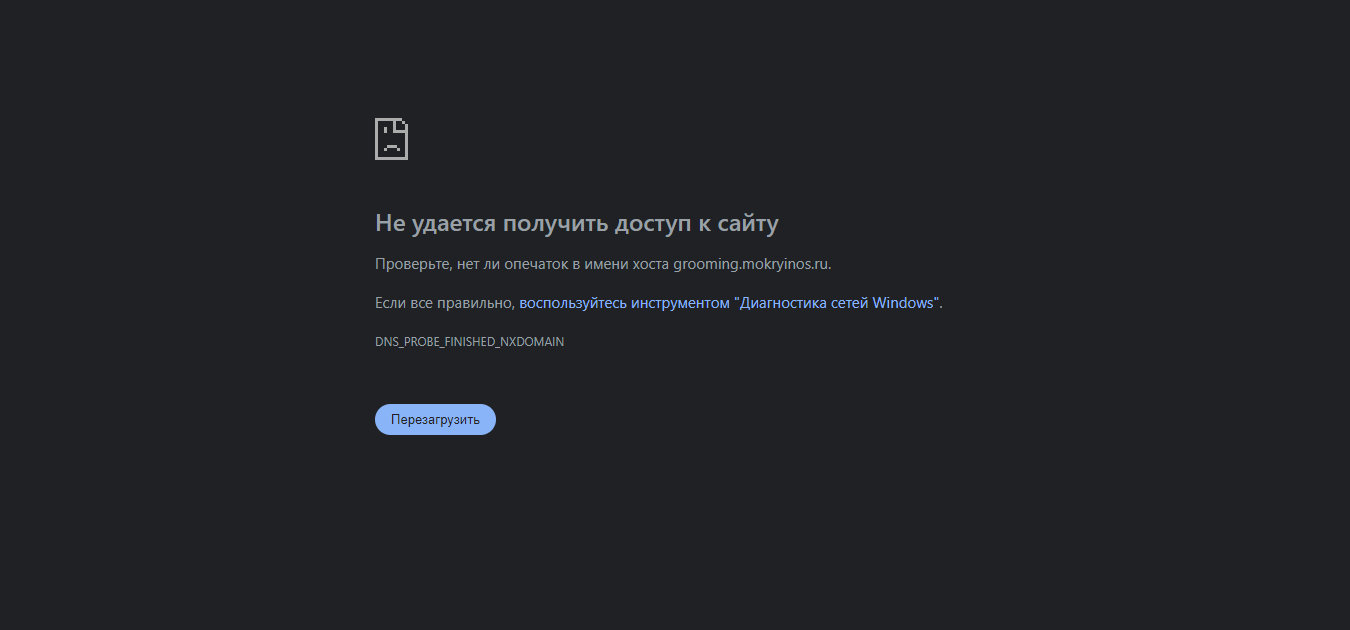 Не удается получить доступ к сайту
Проверьте, нет ли опечаток в имени хоста grooming.mokryinos.ru.
Если все правильно, воспользуйтесь инструментом "Диагностика сетей Windows".
DNS_PROBE_FINISHED_NXDOMAIN
Перезагрузить